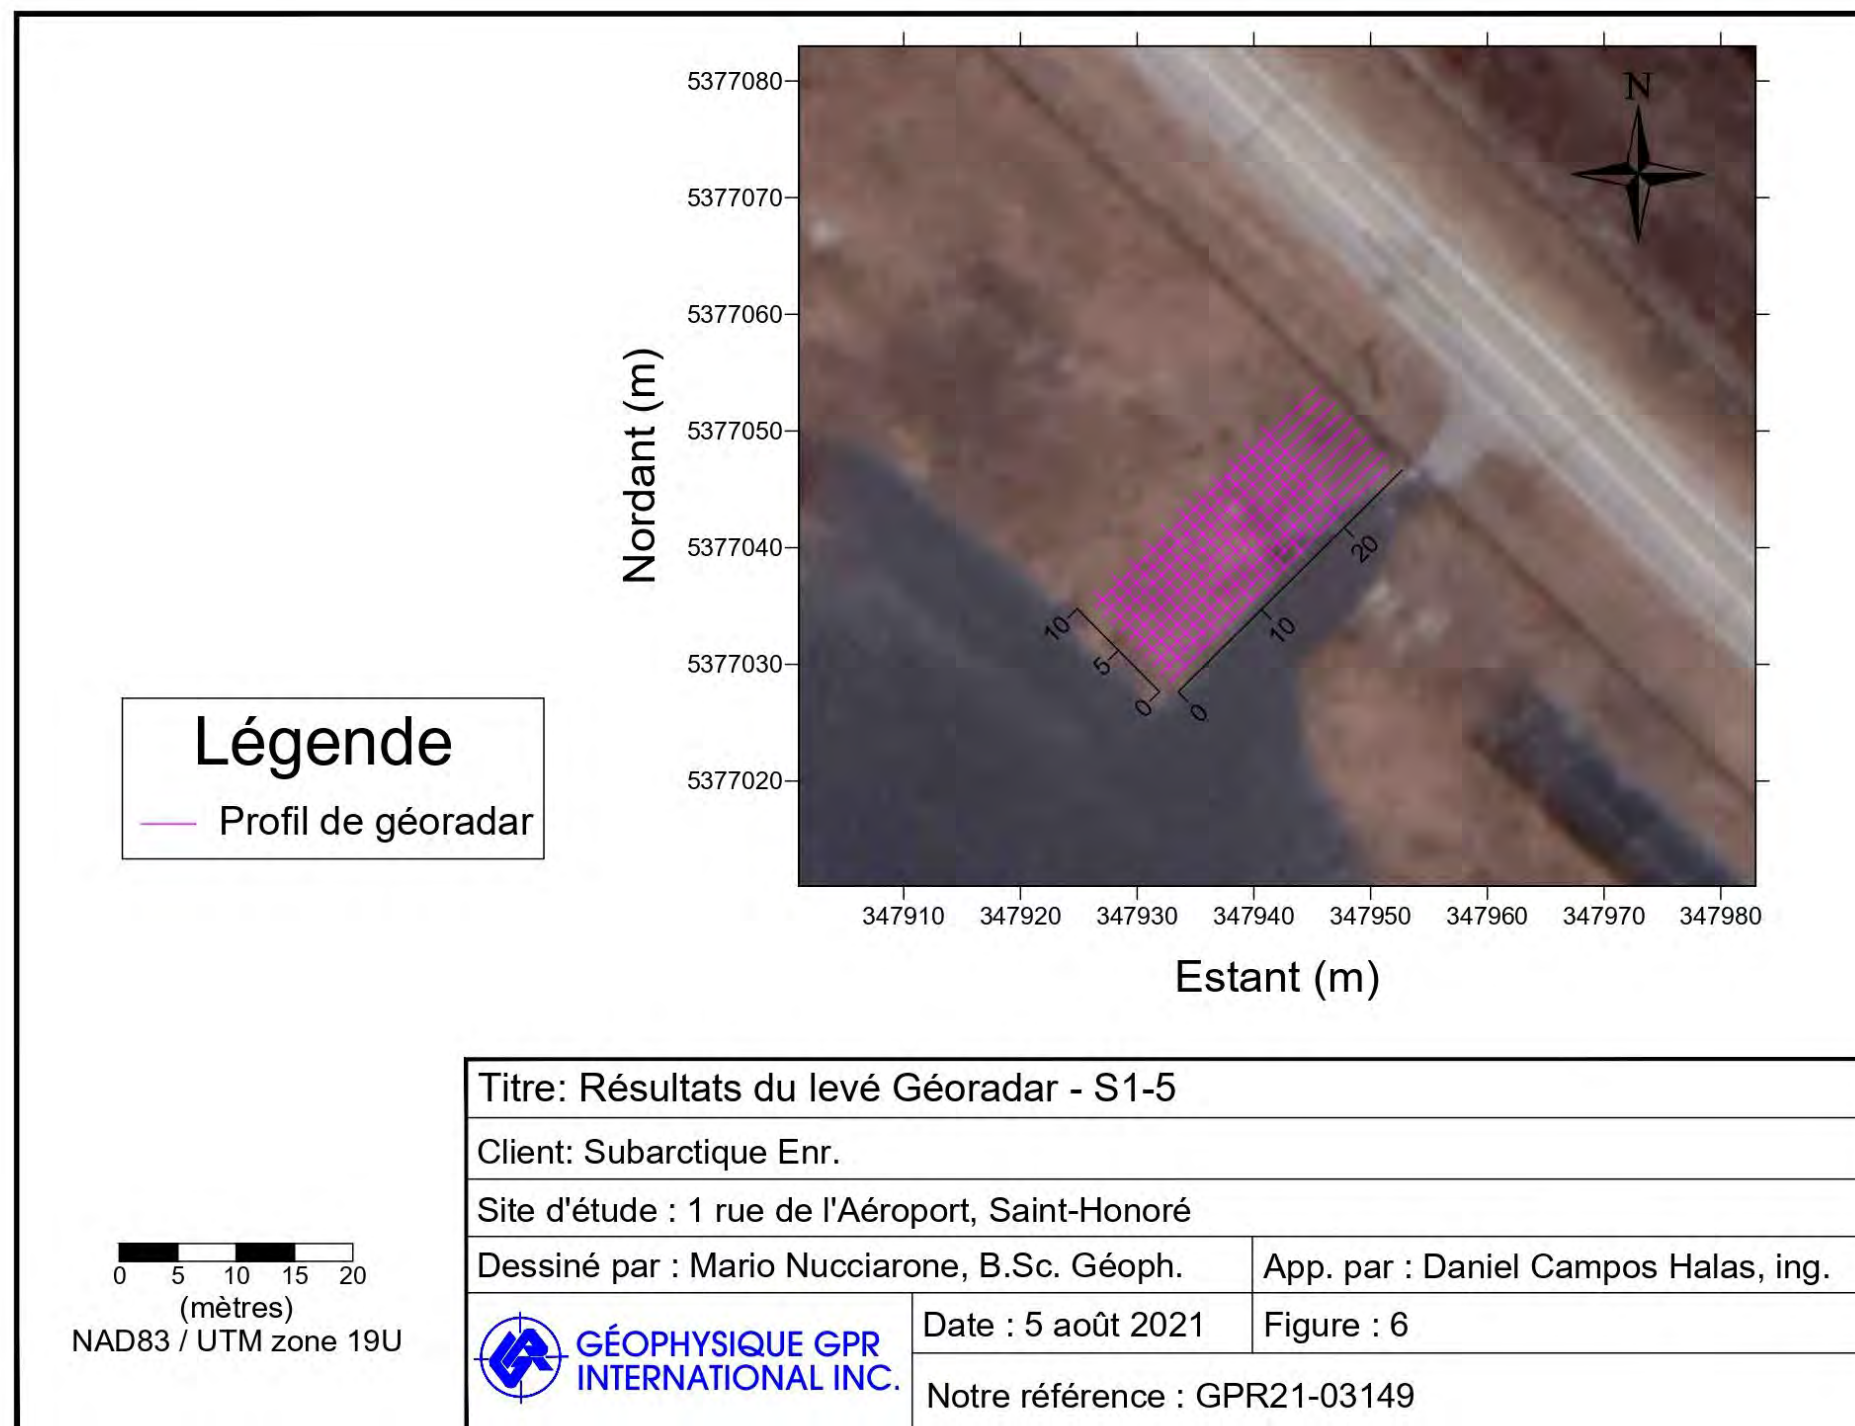 N
5377080
5377070
5377060
5377050
5377040
5377030
5377020
Nordant (m)
10
5
0
0
10
20
347910 347920 347930 347940 347950 347960 347970 347980
Estant (m)
Légende
Profil de géoradar
0 5 10 15 20
(mètres)
NAD83 / UTM zone 19U
Titre: Résultats du levé Géoradar - S1-5
Client: Subarctique Enr.
Site d'étude : 1 rue de l'Aéroport, Saint-Honoré
Dessiné par : Mario Nucciarone, B.Sc. Géoph.
App. par : Daniel Campos Halas, ing.
GÉOPHYSIQUE GPR
INTERNATIONAL INC.
Date : 5 août 2021
Figure : 6
Notre référence : GPR21-03149